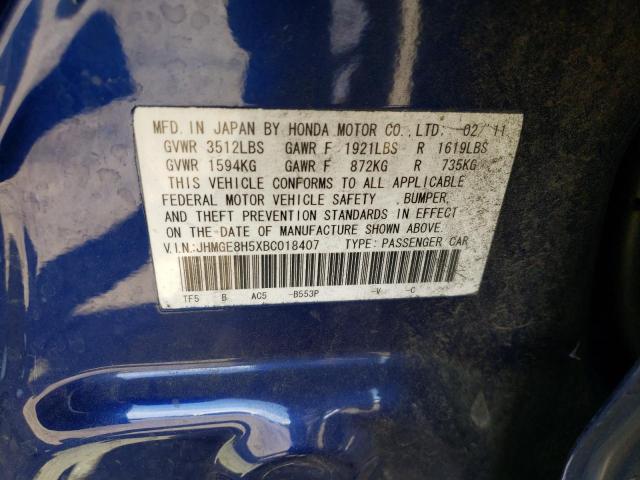 MFD. IN JAPAN BY HONDA MOTOR CO., LTD. 02/11
GVWR 3512LBS GAWR F 1921LBS R 1619LBS
GVWR 1594KG GAWR F 872KG R 735KG
THIS VEHICLE CONFORMS TO ALL APPLICABLE
FEDERAL MOTOR VEHICLE SAFETY , BUMPER,
AND THEFT PREVENTION STANDARDS IN EFFECT
ON THE DATE OF MANUFACTURE SHOWN ABOVE.
V.I.N.:JHMGE8H5XBC018407 TYPE: PASSENGER CAR
TF5 B AC5 -B553P -V -C